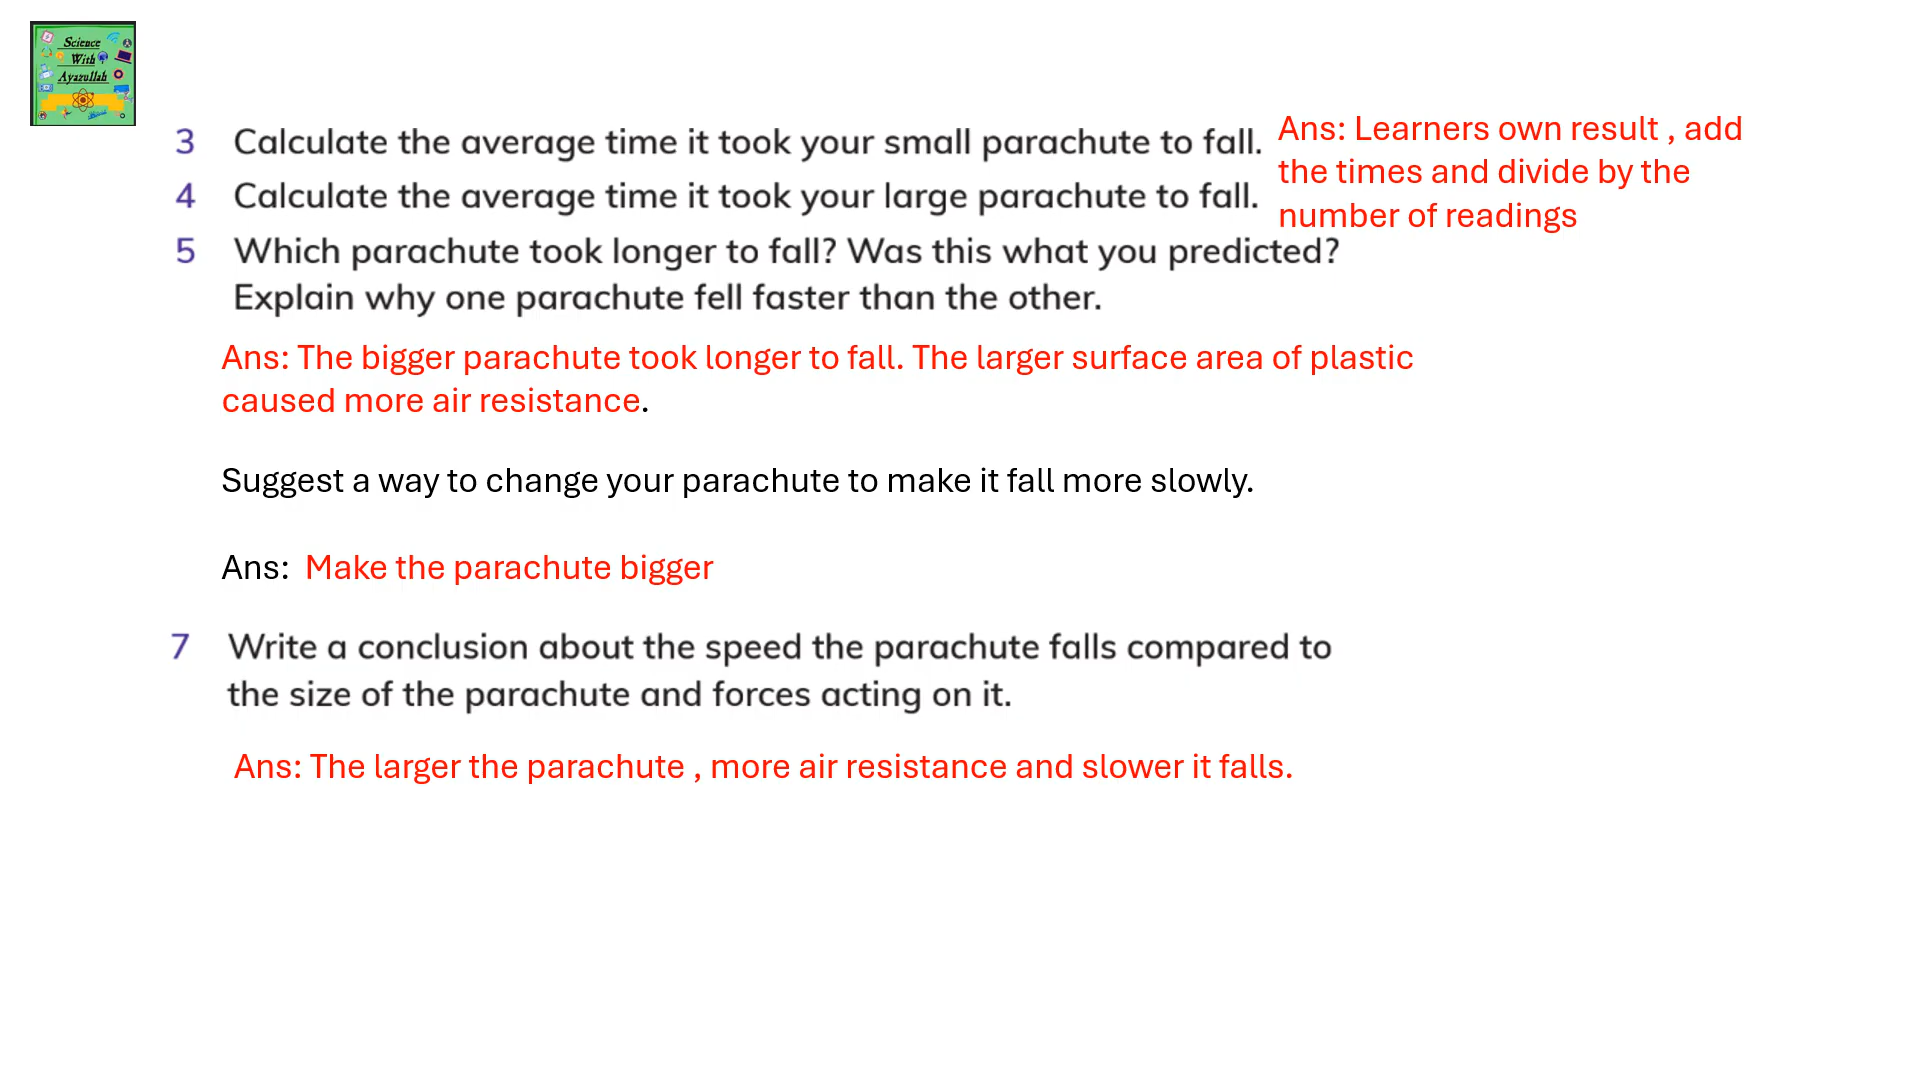 Science
With
Ayazullah
3 Calculate the average time it took your small parachute to fall.
4 Calculate the average time it took your large parachute to fall.
Ans: Learners own result , add
the times and divide by the
number of readings
5 Which parachute took longer to fall? Was this what you predicted?
Explain why one parachute fell faster than the other.
Ans: The bigger parachute took longer to fall. The larger surface area of plastic
caused more air resistance.
Suggest a way to change your parachute to make it fall more slowly.
Ans: Make the parachute bigger
7 Write a conclusion about the speed the parachute falls compared to
the size of the parachute and forces acting on it.
Ans: The larger the parachute , more air resistance and slower it falls.